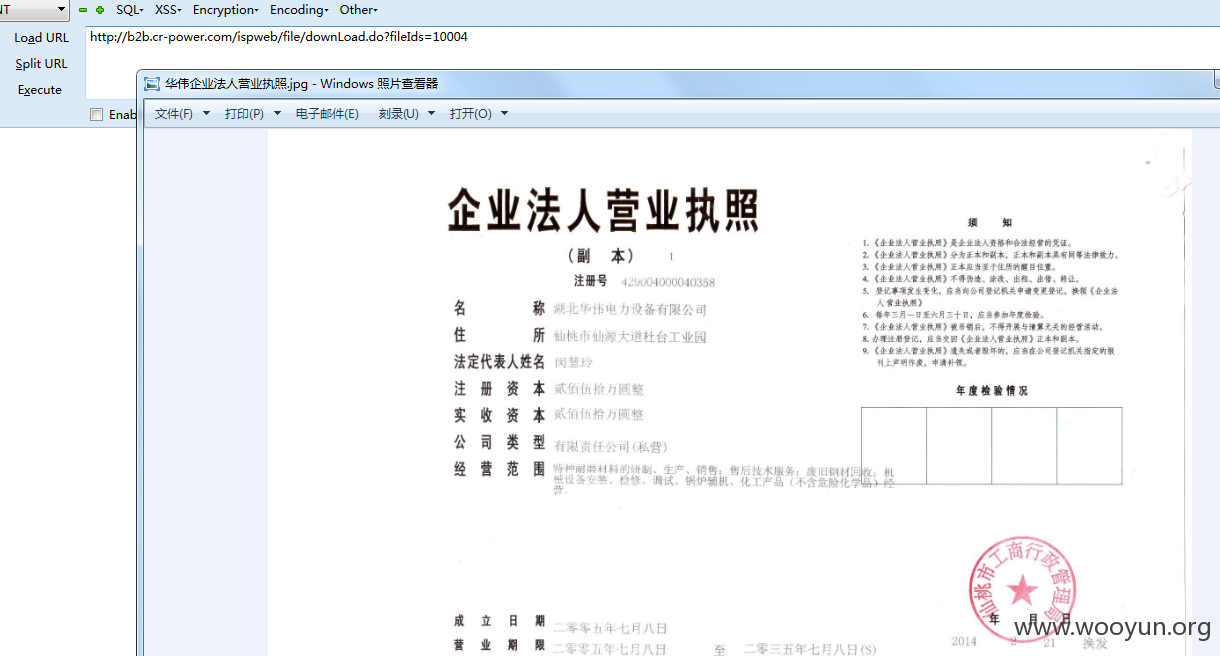 NT SQL▾ XSS▾ Encryption▾ Encoding▾ Other▾
Load URL
http://b2b.cr-power.com/ispweb/file/downLoad.do?fileIds=10004
Split URL
Execute
Enab
华伟企业法人营业执照.jpg - Windows 照片查看器
文件(F) 打印(P) 电子邮件(E) 刻录(U) 打开(O)
企业法人营业执照
(副 本) 1
注册号 429004000040358
名 称 湖北华伟电力设备有限公司
住 所 仙桃市仙源大道杜台工业园
法定代表人姓名 闵慧玲
注 册 资 本 贰佰伍拾万圆整
实 收 资 本 贰佰伍拾万圆整
公 司 类 型 有限责任公司(私营)
经 营 范 围 特种耐磨材料的研制、生产、销售；售后技术服务；废旧钢材回收；机
械设备安装、检修、调试、锅炉辅机、化工产品（不含危险化学品）经
营。
成 立 日 期 二零零五年七月八日
营 业 期 限 二零零五年七月八日 至 二零三五年七月八日(S)
须 知
1.《企业法人营业执照》是企业法人资格和合法经营的凭证。
2.《企业法人营业执照》分为正本和副本，正本和副本具有同等法律效力。
3.《企业法人营业执照》正本应当置于住所的醒目位置。
4.《企业法人营业执照》不得伪造、涂改、出租、出借、转让。
5. 登记事项发生变化，应当向公司登记机关申请变更登记，换领《企业法
人营业执照》
6. 每年三月一日至六月三十日，应当参加年度检验。
7.《企业法人营业执照》被吊销后，不得开展与清算无关的经营活动。
8. 办理注销登记，应当交回《企业法人营业执照》正本和副本。
9.《企业法人营业执照》遗失或者毁坏的，应当在公司登记机关指定的报
刊上声明作废，申请补领。
年度检验情况
仙桃市工商行政管理局
年 月 日
2014 2 21 换发
www.wooyun.org